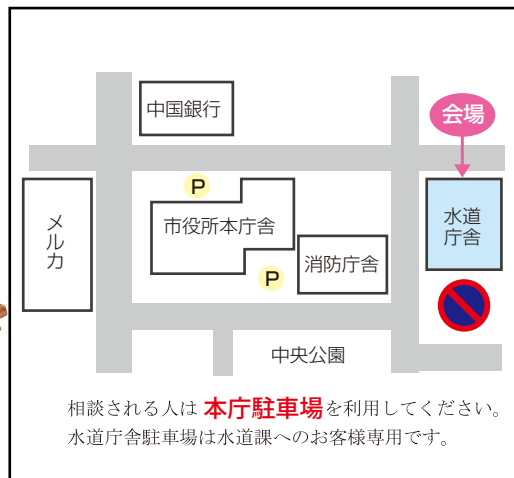 中国銀行
会場
P
メルカ
市役所本庁舎
水道
庁舎
消防庁舎
P
中央公園
相談される人は 本庁駐車場を利用してください。
水道庁舎駐車場は水道課へのお客様専用です。